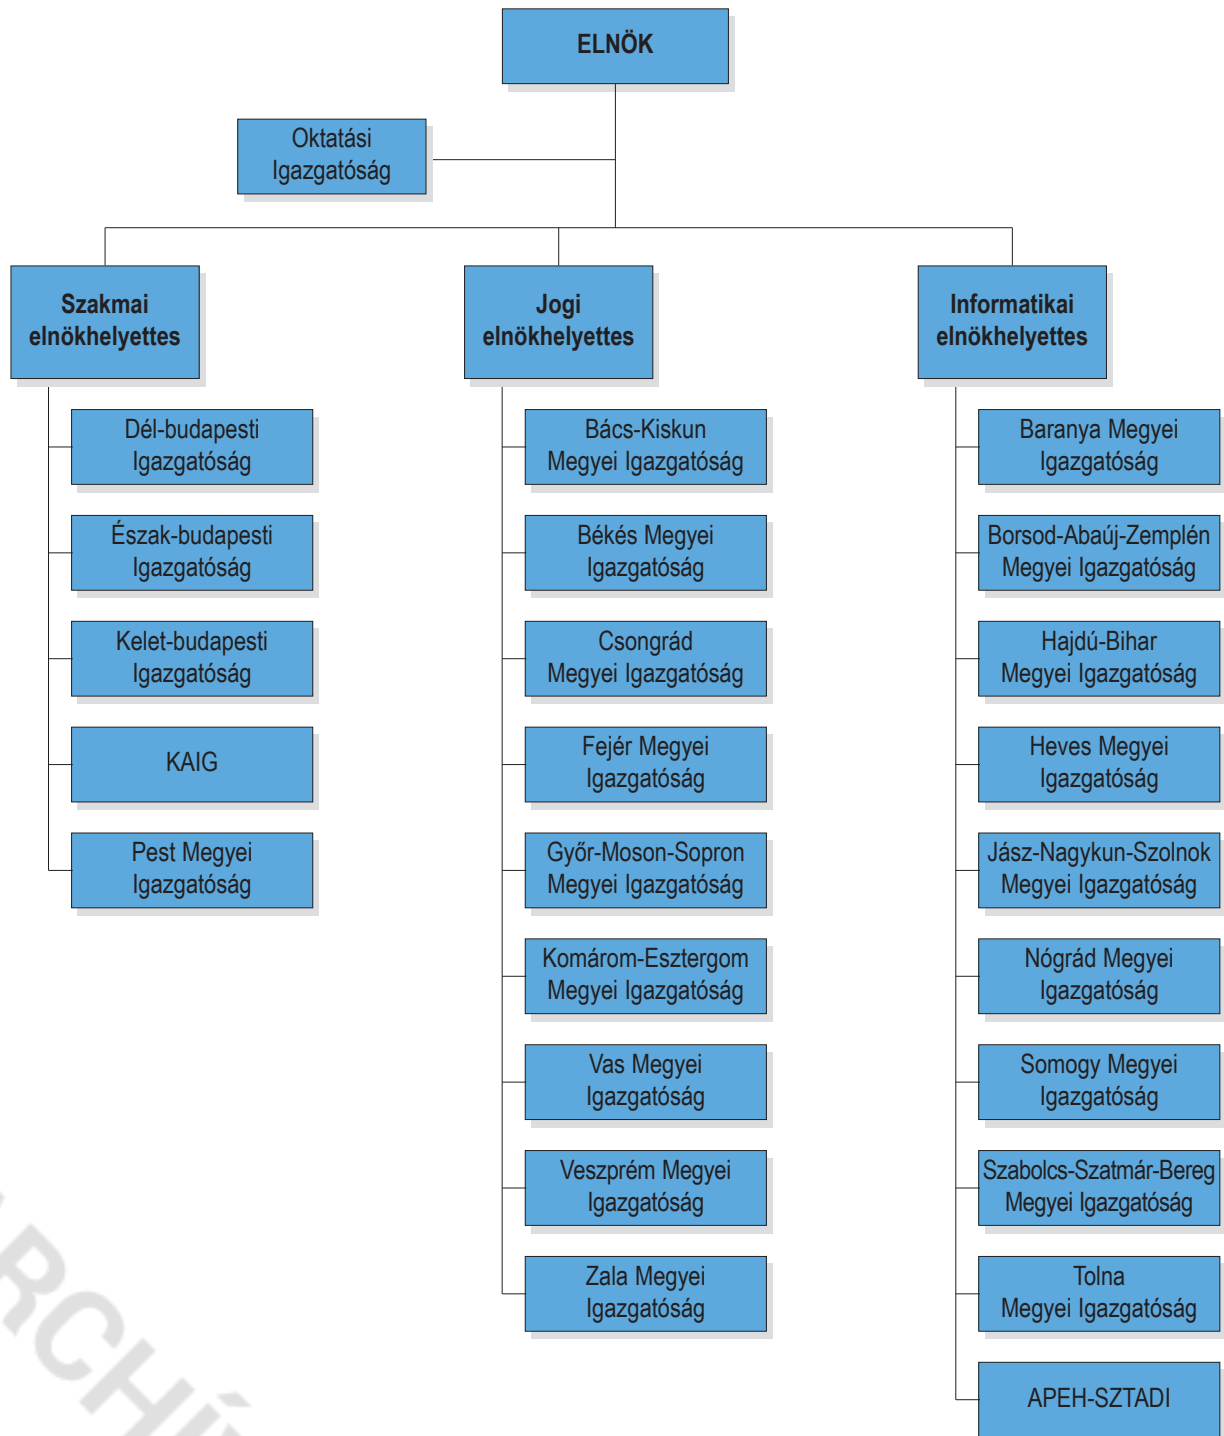 ELNÖK
Oktatási
Igazgatóság
Szakmai
elnökhelyettes
Dél-budapesti
Igazgatóság
Észak-budapesti
Igazgatóság
Kelet-budapesti
Igazgatóság
KAIG
Pest Megyei
Igazgatóság
Jogi
elnökhelyettes
Bács-Kiskun
Megyei Igazgatóság
Békés Megyei
Igazgatóság
Csongrád
Megyei Igazgatóság
Fejér Megyei
Igazgatóság
Győr-Moson-Sopron
Megyei Igazgatóság
Komárom-Esztergom
Megyei Igazgatóság
Vas Megyei
Igazgatóság
Veszprém Megyei
Igazgatóság
Zala Megyei
Igazgatóság
Informatikai
elnökhelyettes
Baranya Megyei
Igazgatóság
Borsod-Abaúj-Zemplén
Megyei Igazgatóság
Hajdú-Bihar
Megyei Igazgatóság
Heves Megyei
Igazgatóság
Jász-Nagykun-Szolnok
Megyei Igazgatóság
Nógrád Megyei
Igazgatóság
Somogy Megyei
Igazgatóság
Szabolcs-Szatmár-Bereg
Megyei Igazgatóság
Tolna
Megyei Igazgatóság
APEH-SZTADI